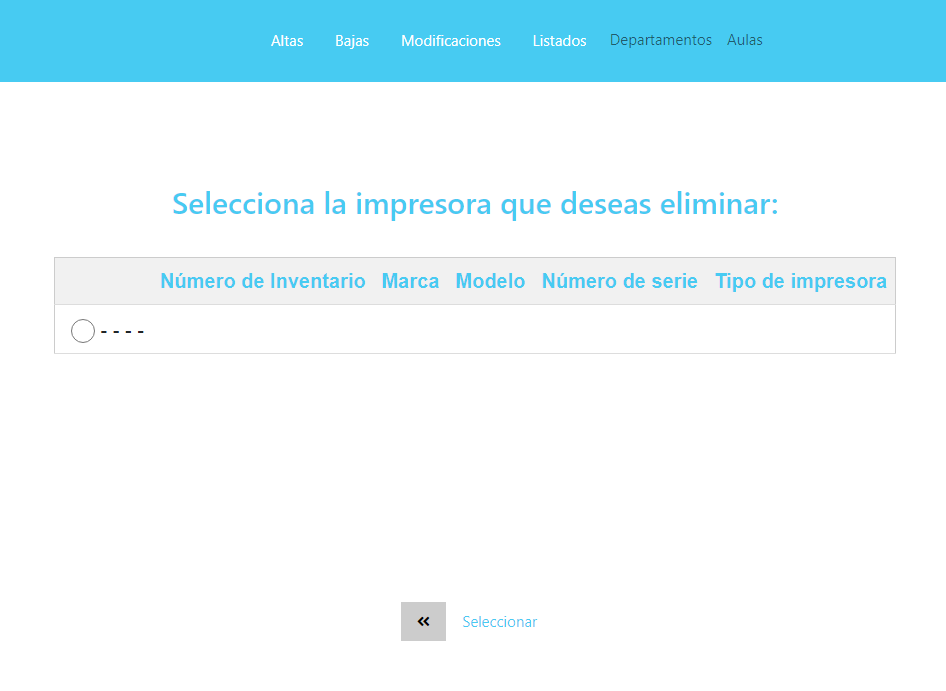 Altas Bajas Modificaciones Listados Departamentos Aulas
Selecciona la impresora que deseas eliminar:
Número de Inventario Marca Modelo Número de serie Tipo de impresora
- - - -
« Seleccionar